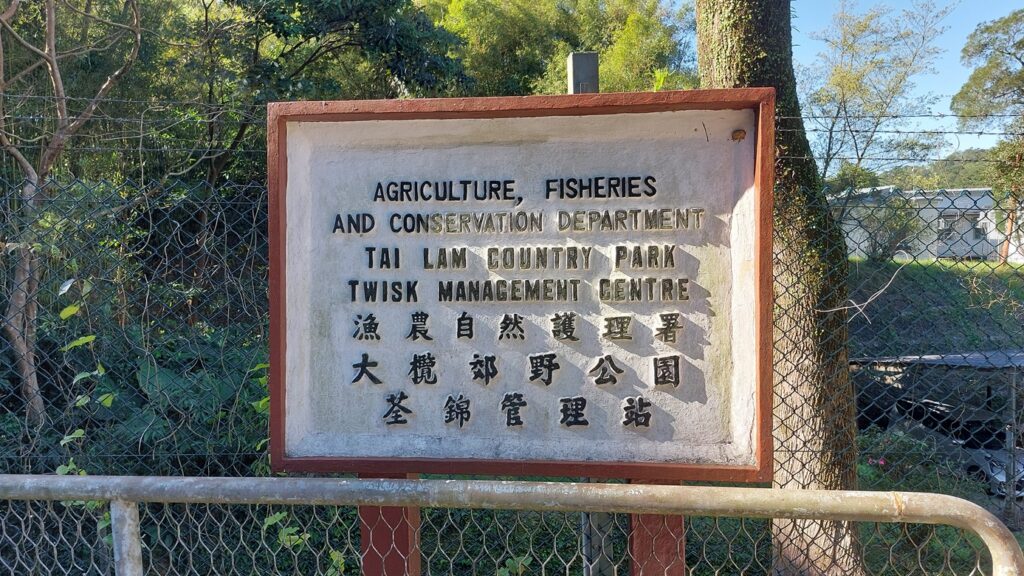 AGRICULTURE, FISHERIES
AND CONSERVATION DEPARTMENT
TAI LAM COUNTRY PARK
TWISK MANAGEMENT CENTRE
漁農自然護理署
大欖郊野公園
荃錦管理站